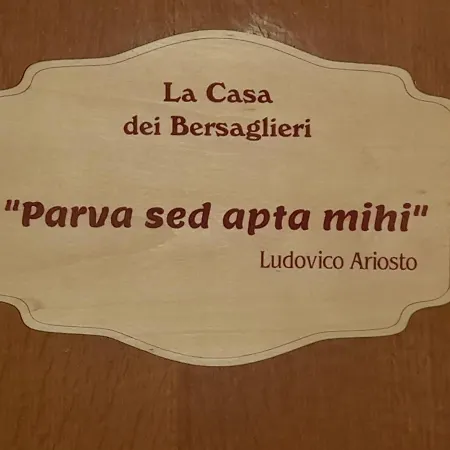 La Casa
dei Bersaglieri
"Parva sed apta mihi"
Ludovico Ariosto